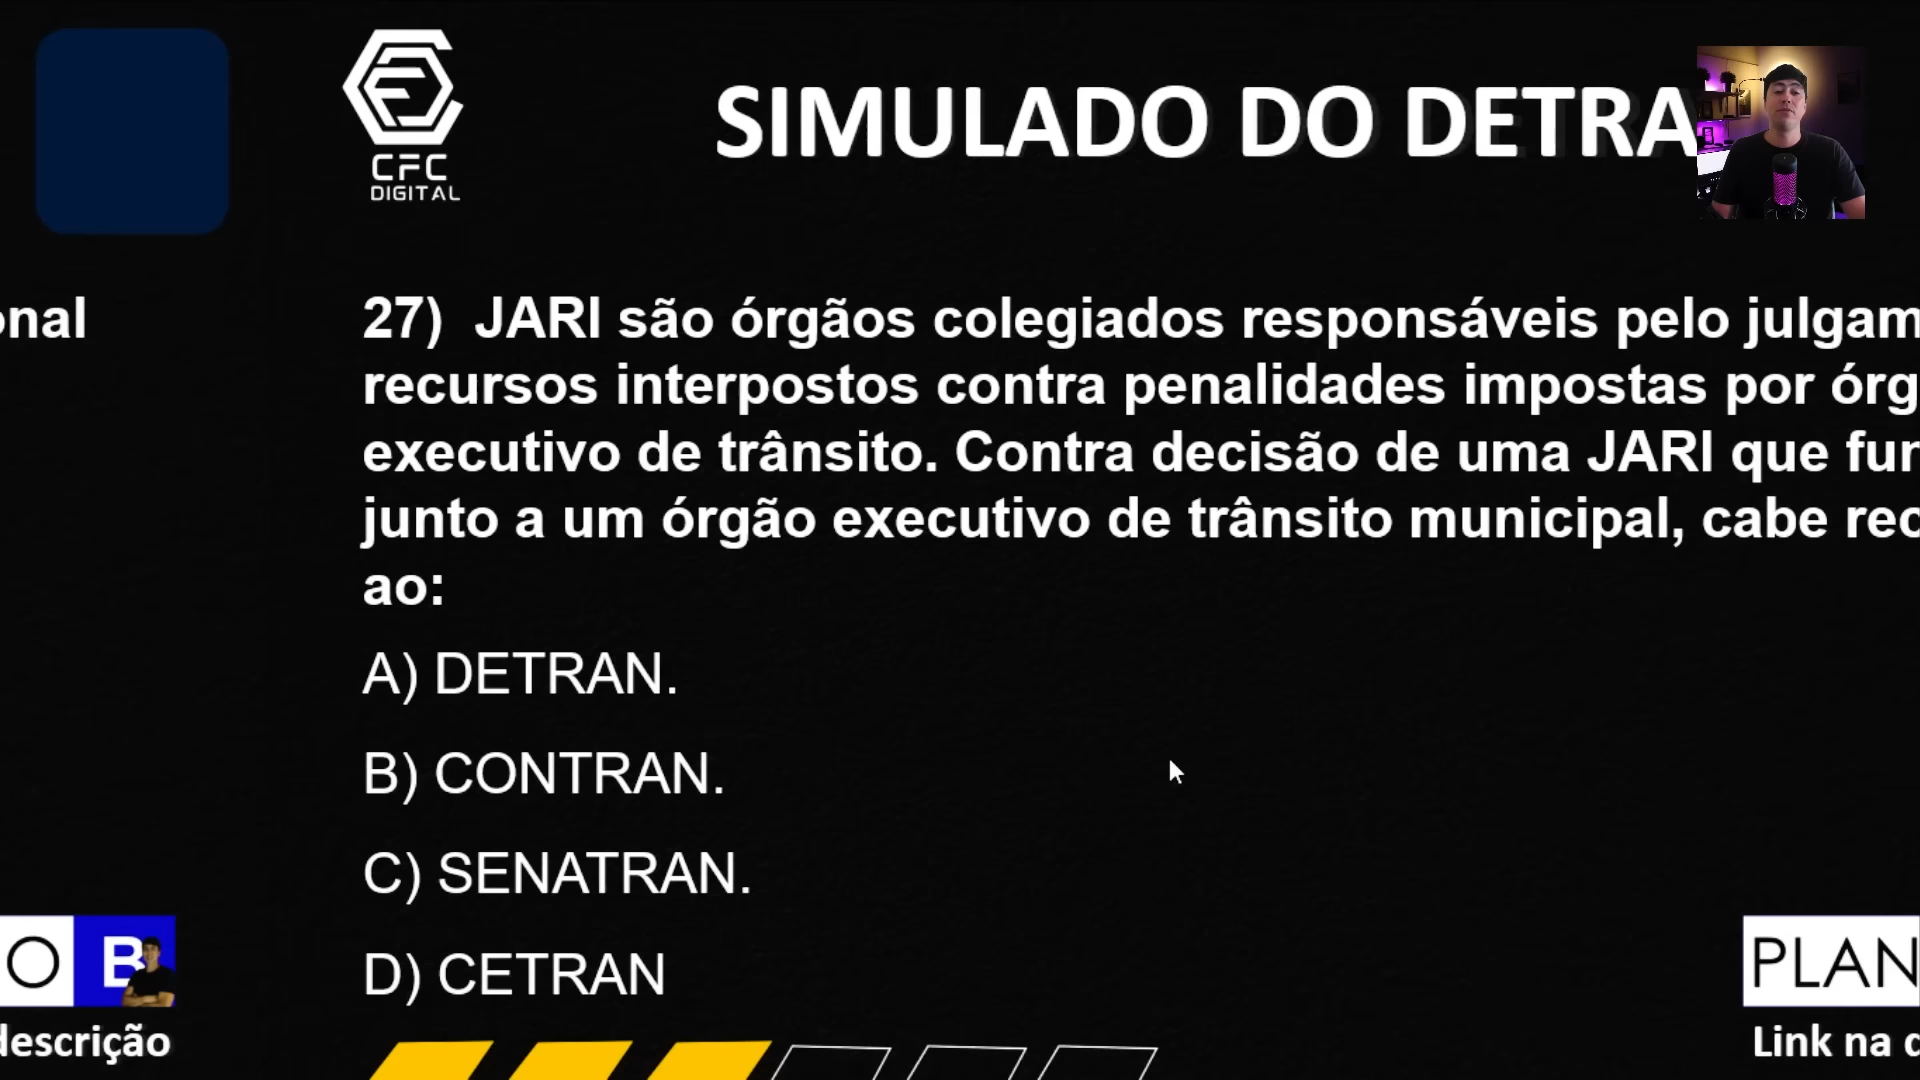 CFC
DIGITAL
SIMULADO DO DETRA
onal
27) JARI são órgãos colegiados responsáveis pelo julgam
recursos interpostos contra penalidades impostas por órg
executivo de trânsito. Contra decisão de uma JARI que fun
junto a um órgão executivo de trânsito municipal, cabe rec
ao:
A) DETRAN.
B) CONTRAN.
C) SENATRAN.
D) CETRAN
O B
descrição
PLAN
Link na d